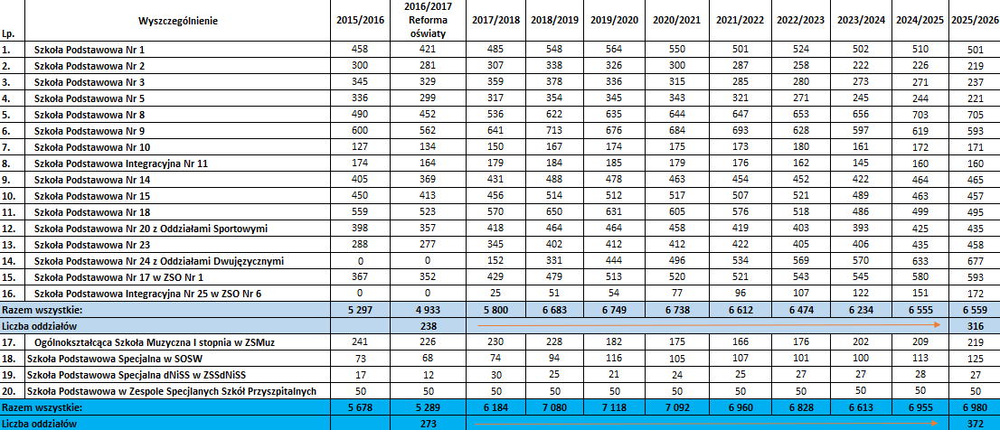 Lp. Wyszczególnienie 2015/2016 2016/2017 Reforma oświaty 2017/2018 2018/2019 2019/2020 2020/2021 2021/2022 2022/2023 2023/2024 2024/2025 2025/2026
1. Szkoła Podstawowa Nr 1 458 421 485 548 564 550 501 524 502 510 501
2. Szkoła Podstawowa Nr 2 300 281 307 338 326 300 287 258 222 226 219
3. Szkoła Podstawowa Nr 3 345 329 359 378 336 315 285 280 273 271 237
4. Szkoła Podstawowa Nr 5 336 299 317 354 345 343 321 271 245 244 221
5. Szkoła Podstawowa Nr 8 490 452 536 622 635 644 647 653 656 703 705
6. Szkoła Podstawowa Nr 9 600 562 641 713 676 684 693 628 597 619 593
7. Szkoła Podstawowa Nr 10 127 134 150 167 174 175 173 180 161 172 171
8. Szkoła Podstawowa Integracyjna Nr 11 174 164 179 184 185 179 176 162 145 160 160
9. Szkoła Podstawowa Nr 14 405 369 431 488 478 463 454 452 422 464 465
10. Szkoła Podstawowa Nr 15 450 413 456 514 512 517 507 521 489 463 457
11. Szkoła Podstawowa Nr 18 559 523 570 650 631 605 576 518 486 499 495
12. Szkoła Podstawowa Nr 20 z Oddziałami Sportowymi 398 357 418 464 464 458 419 403 393 425 435
13. Szkoła Podstawowa Nr 23 288 277 345 402 412 412 422 405 406 435 458
14. Szkoła Podstawowa Nr 24 z Oddziałami Dwujęzycznymi 0 0 152 331 444 496 534 569 570 633 677
15. Szkoła Podstawowa Nr 17 w ZSO Nr 1 367 352 429 479 513 520 521 543 545 580 593
16. Szkoła Podstawowa Integracyjna Nr 25 w ZSO Nr 6 0 0 25 51 54 77 96 107 122 151 172
Razem wszystkie: 5 297 4 933 5 800 6 683 6 749 6 738 6 612 6 474 6 234 6 555 6 559
Liczba oddziałów 238 316
17. Ogólnokształcąca Szkoła Muzyczna I stopnia w ZSMuz 241 226 230 228 182 175 166 176 202 209 219
18. Szkoła Podstawowa Specjalna w SOSW 73 68 74 94 116 105 107 101 100 113 125
19. Szkoła Podstawowa Specjalna dNiSS w ZSSdNiSS 17 12 30 25 21 24 25 27 27 28 27
20. Szkoła Podstawowa w Zespole Specjlanych Szkół Przyszpitalnych 50 50 50 50 50 50 50 50 50 50 50
Razem wszystkie: 5 678 5 289 6 184 7 080 7 118 7 092 6 960 6 828 6 613 6 955 6 980
Liczba oddziałów 273 372